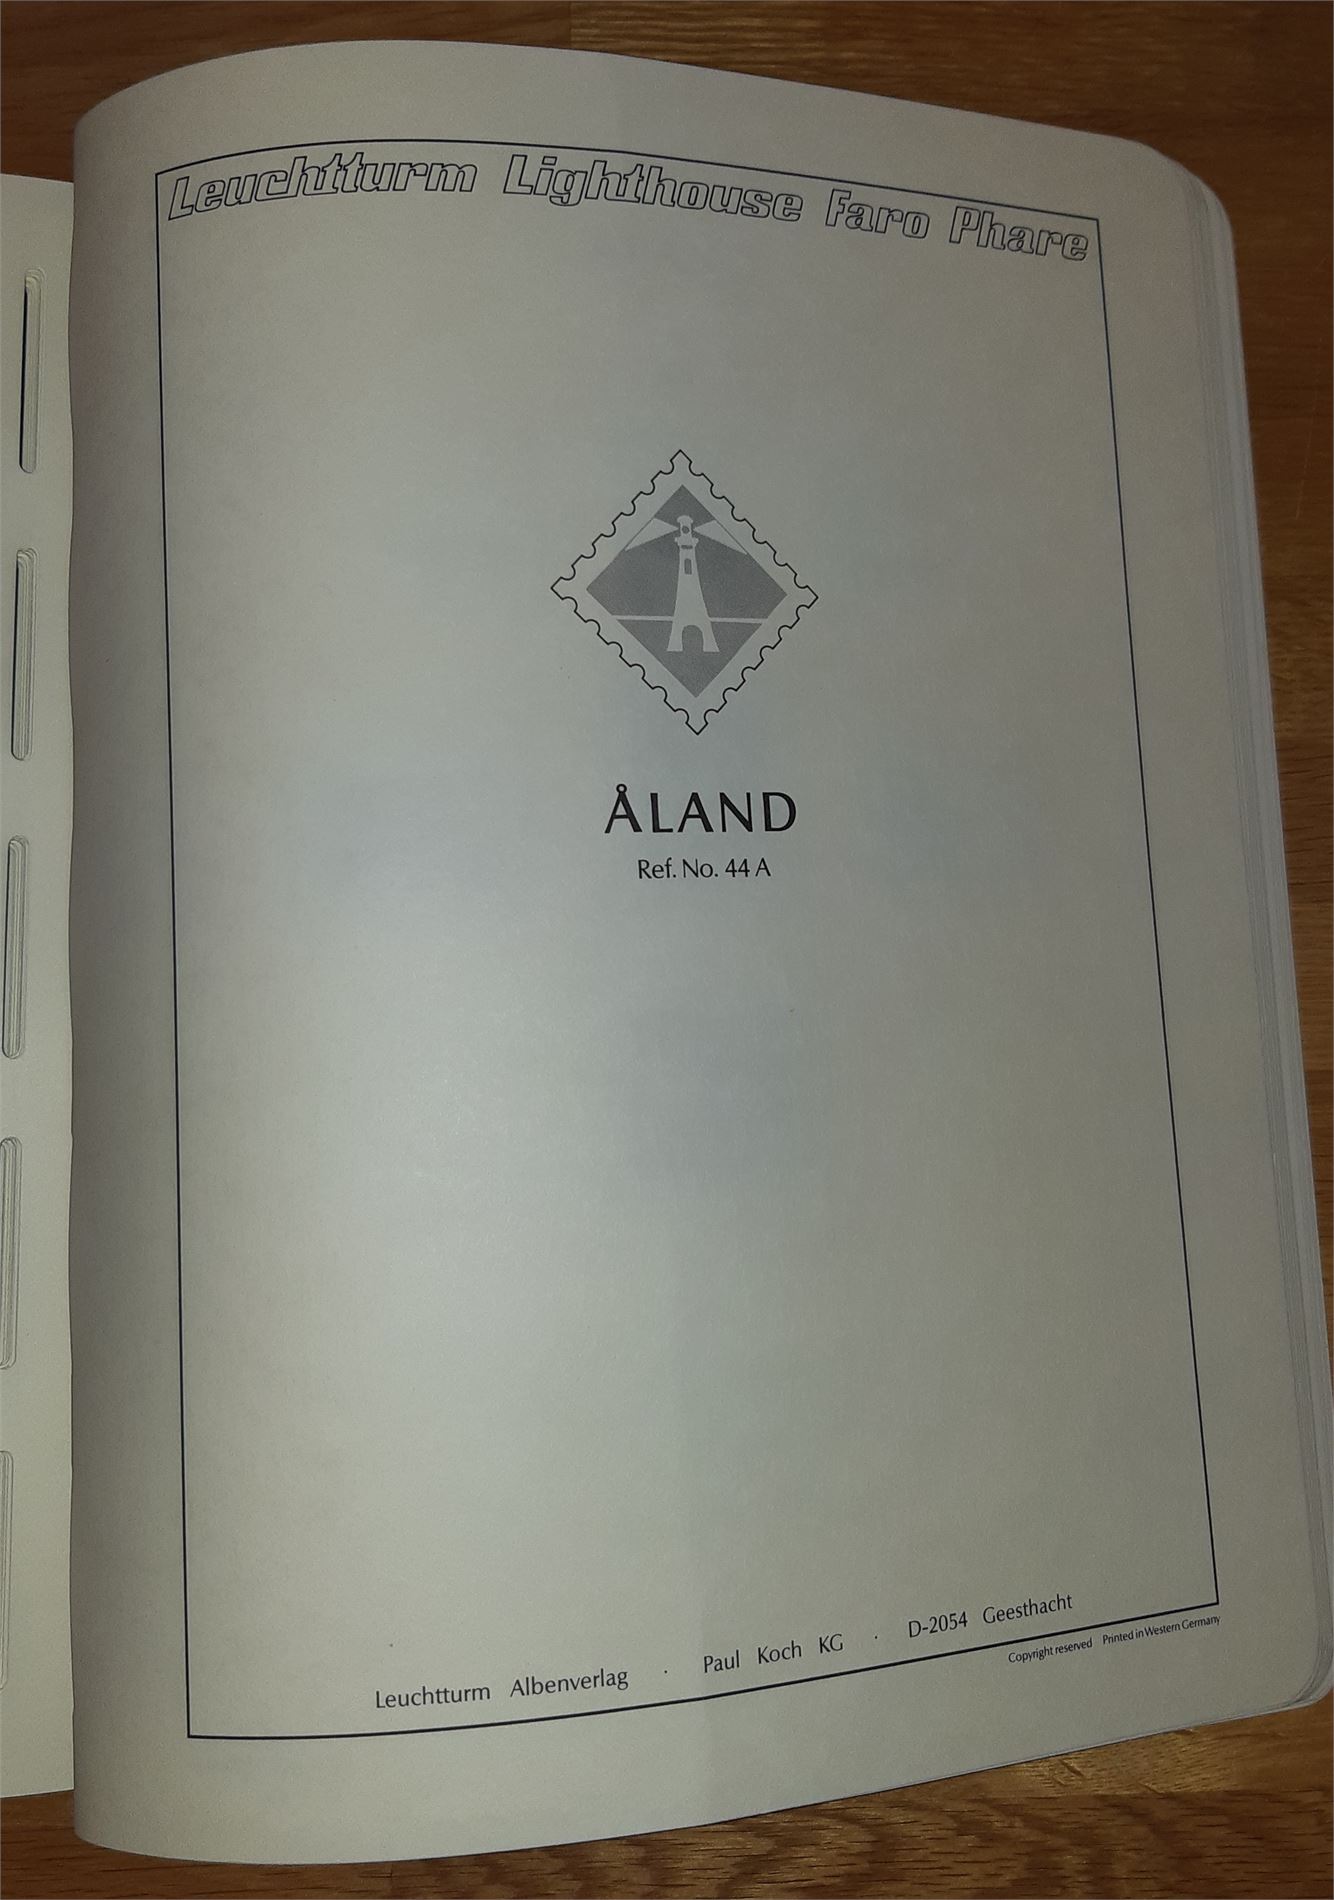 Leuchtturm Lighthouse Faro Phare
ÅLAND
Ref. No. 44 A
Leuchtturm Albenverlag · Paul Koch KG · D-2054 Geesthacht
Copyright reserved Printed in Western Germany